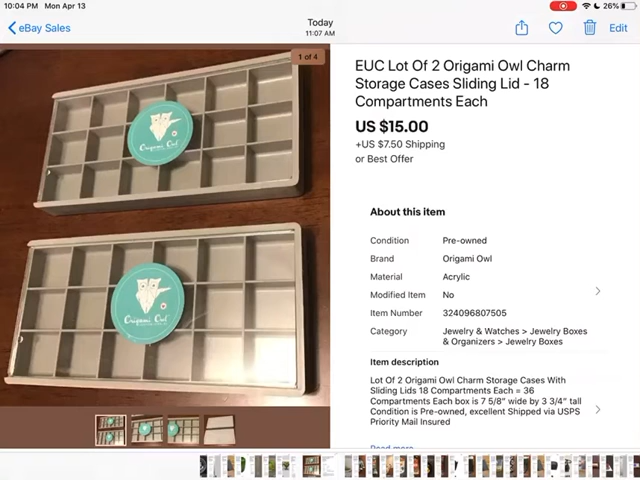 10:04 PM Mon Apr 13
26%
eBay Sales
Today
11:07 AM
Edit
1 of 4
EUC Lot Of 2 Origami Owl Charm
Storage Cases Sliding Lid - 18
Compartments Each
US $15.00
+US $7.50 Shipping
or Best Offer
About this item
Condition Pre-owned
Brand Origami Owl
Material Acrylic
Modified Item No
Item Number 324096807505
Category Jewelry & Watches > Jewelry Boxes
& Organizers > Jewelry Boxes
Item description
Lot Of 2 Origami Owl Charm Storage Cases With
Sliding Lids 18 Compartments Each = 36
Compartments Each box is 7 5/8” wide by 3 3/4” tall
Condition is Pre-owned, excellent Shipped via USPS
Priority Mail Insured
Read more
Origami Owl
Origami Owl